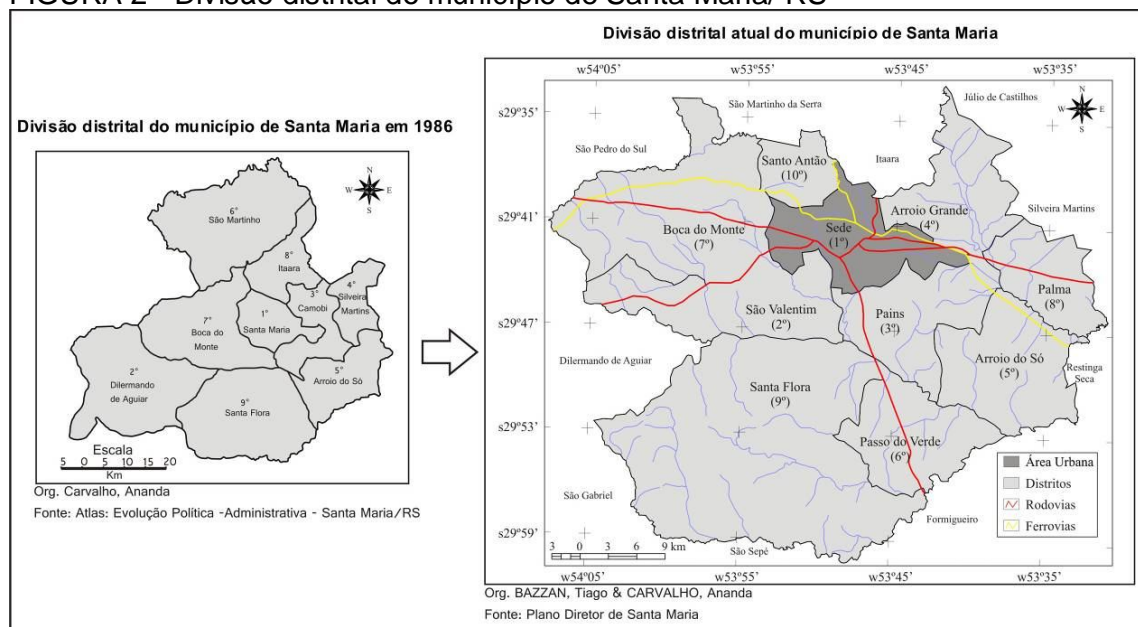 FIGURA 2 - Divisão distrital do município de Santa Maria/ RS
Divisão distrital do município de Santa Maria em 1986
N
W
E
S
6°
São Martinho
8°
Itaara
4°
Silveira
Martins
3°
Camobi
7°
Boca do
Monte
1°
Santa Maria
2°
Dilermando
de Aguiar
5°
Arroio do Só
9°
Santa Flora
Escala
5 0 5 10 20
Km
Org. Carvalho, Ananda
Fonte: Atlas: Evolução Política -Administrativa - Santa Maria/RS
Divisão distrital atual do município de Santa Maria
w54°05' w53°55' w53°45' w53°35'
s29°35'
s29°41'
s29°47'
s29°53'
s29°59'
N
W
E
S
São Martinho da Serra
Júlio de Castilhos
São Pedro do Sul
Itaara
Santo Antão
(10º)
Arroio Grande
(4º)
Silveira Martins
Boca do Monte
(7º)
Sede
(1º)
Palma
(8º)
São Valentim
(2º)
Pains
(3º)
Dilermando de Aguiar
Arroio do Só
(5º)
Restinga
Seca
Santa Flora
(9º)
Passo do Verde
(6º)
São Gabriel
Formigueiro
São Sepé
Área Urbana
Distritos
Rodovias
Ferrovias
3 0 3 6 9 km
w54°05' w53°55' w53°45' w53°35'
Org. BAZZAN, Tiago & CARVALHO, Ananda
Fonte: Plano Diretor de Santa Maria